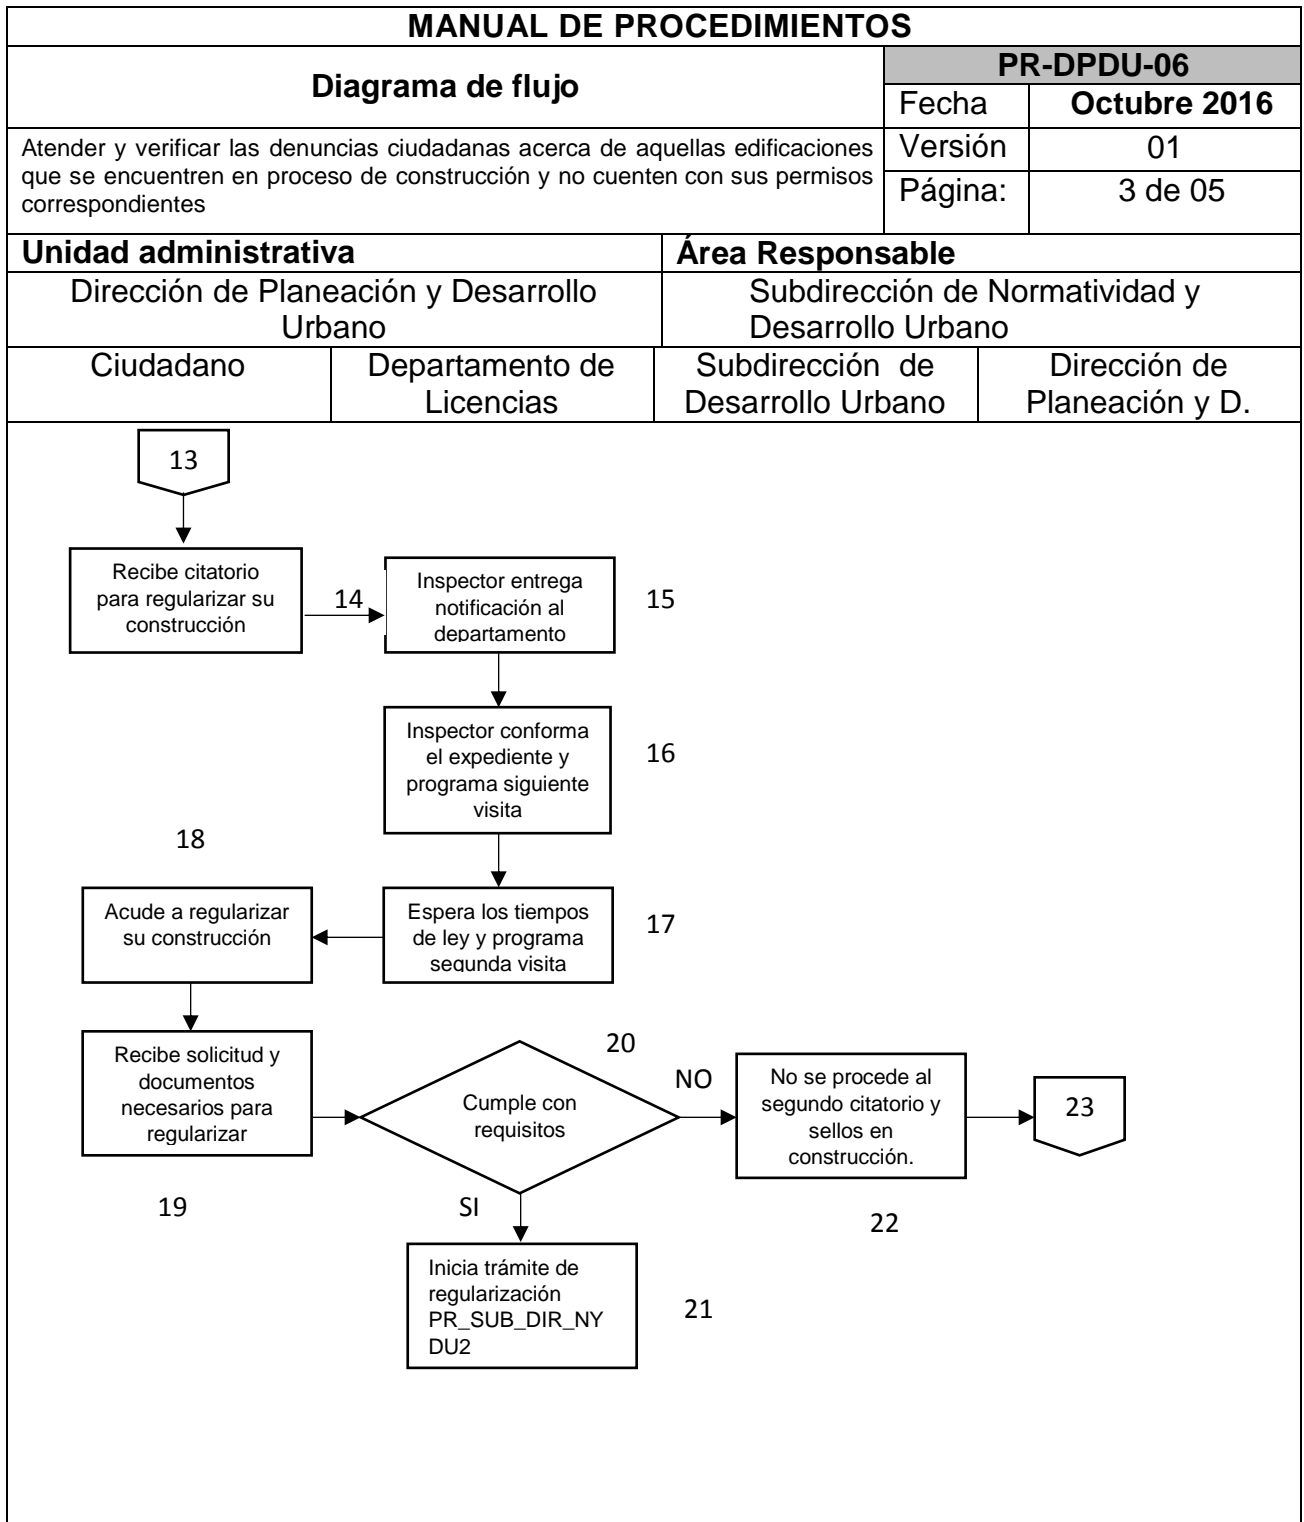 MANUAL DE PROCEDIMIENTOS
Diagrama de flujo
PR-DPDU-06
Fecha
Octubre 2016
Atender y verificar las denuncias ciudadanas acerca de aquellas edificaciones
que se encuentren en proceso de construcción y no cuenten con sus permisos
correspondientes
Versión
01
Página:
3 de 05
Unidad administrativa
Área Responsable
Dirección de Planeación y Desarrollo
Urbano
Subdirección de Normatividad y
Desarrollo Urbano
Ciudadano
Departamento de
Licencias
Subdirección de
Desarrollo Urbano
Dirección de
Planeación y D.
13
Recibe citatorio
para regularizar su
construcción
14
Inspector entrega
notificación al
departamento
15
Inspector conforma
el expediente y
programa siguiente
visita
16
18
Acude a regularizar
su construcción
Espera los tiempos
de ley y programa
segunda visita
17
Recibe solicitud y
documentos
necesarios para
regularizar
19
Cumple con
requisitos
20
NO
No se procede al
segundo citatorio y
sellos en
construcción.
22
23
SI
Inicia trámite de
regularización
PR_SUB_DIR_NY
DU2
21